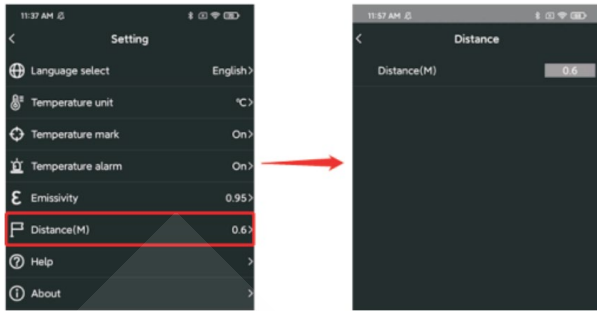 11:37 AM
Setting
Language select English
Temperature unit ℃
Temperature mark On
Temperature alarm On
Emissivity 0.95
Distance(M) 0.6
Help
About
11:57 AM
Distance
Distance(M) 0.6